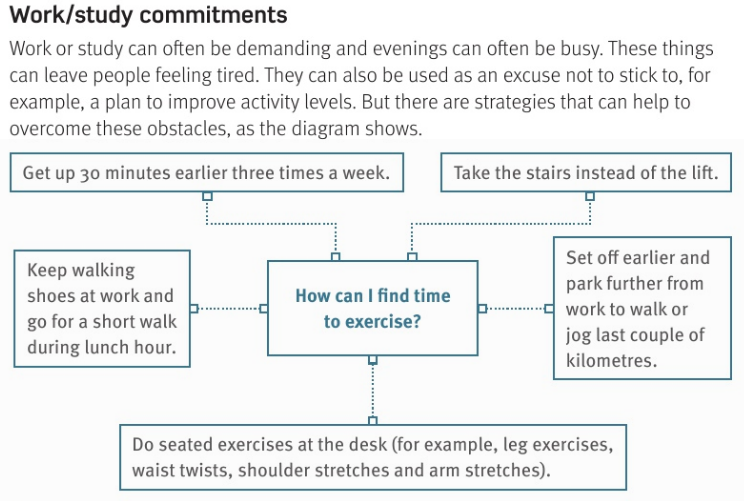 Work/study commitments
Work or study can often be demanding and evenings can often be busy. These things
can leave people feeling tired. They can also be used as an excuse not to stick to, for
example, a plan to improve activity levels. But there are strategies that can help to
overcome these obstacles, as the diagram shows.
Get up 30 minutes earlier three times a week.
Take the stairs instead of the lift.
Keep walking
shoes at work and
go for a short walk
during lunch hour.
How can I find time
to exercise?
Set off earlier and
park further from
work to walk or
jog last couple of
kilometres.
Do seated exercises at the desk (for example, leg exercises,
waist twists, shoulder stretches and arm stretches).